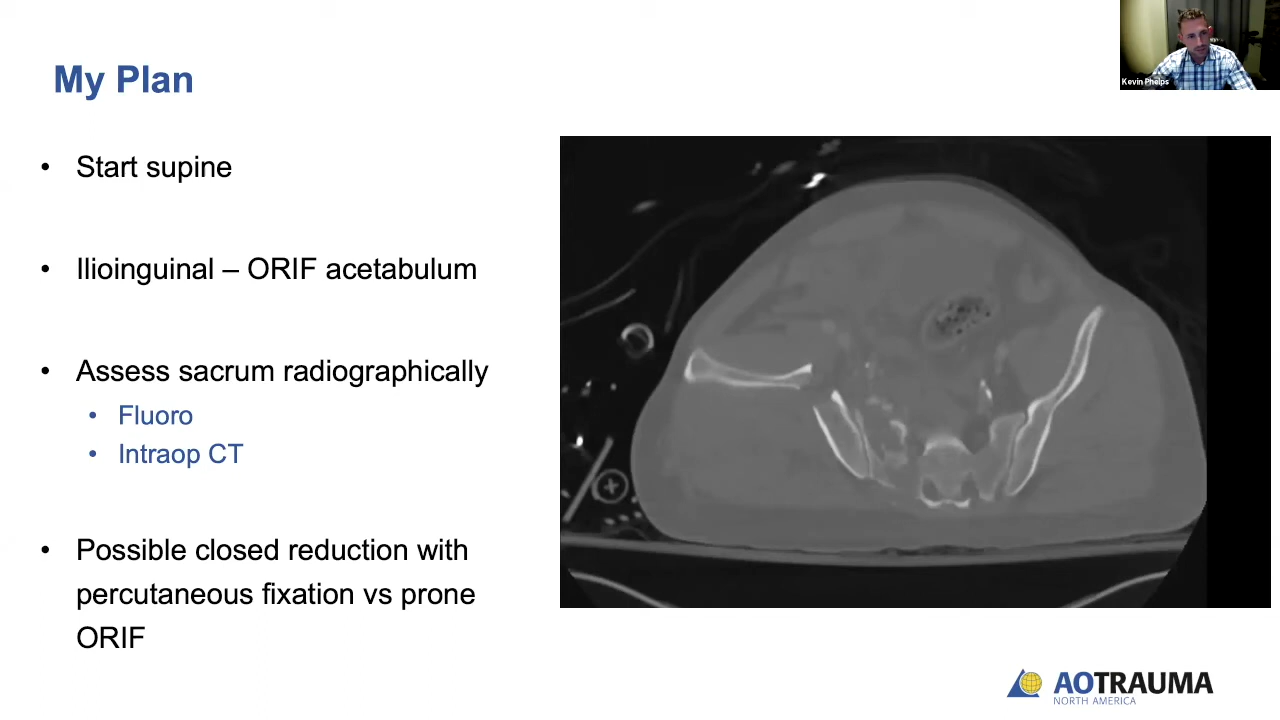 My Plan
• Start supine
• Ilioinguinal – ORIF acetabulum
• Assess sacrum radiographically
• Fluoro
• Intraop CT
• Possible closed reduction with
percutaneous fixation vs prone
ORIF
Kevin Phelps
AOTRAUMA
NORTH AMERICA